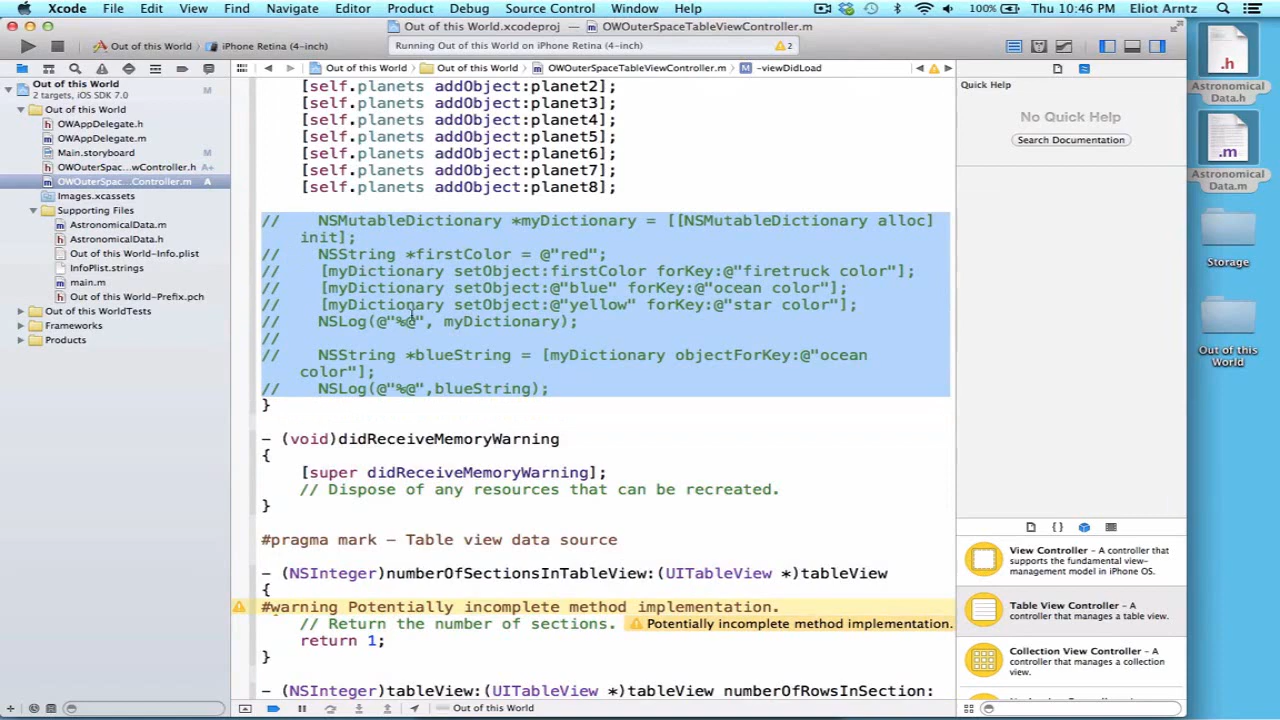 Xcode File Edit View Find Navigate Editor Product Debug Source Control Window Help 100% Thu 10:46 PM Eliot Arntz
Out of World.xcodeproj OWOuterSpaceTableViewController.m
Out of this World iPhone Retina (4-inch) Running Out of this World on iPhone Retina (4-inch) 2
Out of this World Out of this World OWOuterSpaceTableViewController.m -viewDidLoad
Out of this World M
2 targets, iOS SDK 7.0
Out of this World
OWAppDelegate.h
OWAppDelegate.m
Main.storyboard M
OWOuterSpac...wController.h A+
OWOuterSpac...Controller.m A
Images.xcassets
Supporting Files
AstronomicalData.m
AstronomicalData.h
Out of this World-Info.plist
InfoPlist.strings
main.m
Out of this World-Prefix.pch
Out of this WorldTests
Frameworks
Products
[self.planets addObject:planet2];
[self.planets addObject:planet3];
[self.planets addObject:planet4];
[self.planets addObject:planet5];
[self.planets addObject:planet6];
[self.planets addObject:planet7];
[self.planets addObject:planet8];
// NSMutableDictionary *myDictionary = [[NSMutableDictionary alloc]
init];
// NSString *firstColor = @"red";
// [myDictionary setObject:firstColor forKey:@"firetruck color"];
// [myDictionary setObject:@"blue" forKey:@"ocean color"];
// [myDictionary setObject:@"yellow" forKey:@"star color"];
// NSLog(@"%@", myDictionary);
//
// NSString *blueString = [myDictionary objectForKey:@"ocean
color"];
// NSLog(@"%@",blueString);
}
- (void)didReceiveMemoryWarning
{
[super didReceiveMemoryWarning];
// Dispose of any resources that can be recreated.
}
#pragma mark - Table view data source
- (NSInteger)numberOfSectionsInTableView:(UITableView *)tableView
{
#warning Potentially incomplete method implementation.
// Return the number of sections. Potentially incomplete method implementation.
return 1;
}
- (NSInteger)tableView:(UITableView *)tableView numberOfRowsInSection:
Out of this World
Quick Help
No Quick Help
Search Documentation
View Controller - A controller that
supports the fundamental view-
management model in iPhone OS.
Table View Controller - A
controller that manages a table view.
Collection View Controller - A
controller that manages a collection
view.
.h
Astronomical
Data.h
.m
Astronomical
Data.m
Storage
Out of this
World